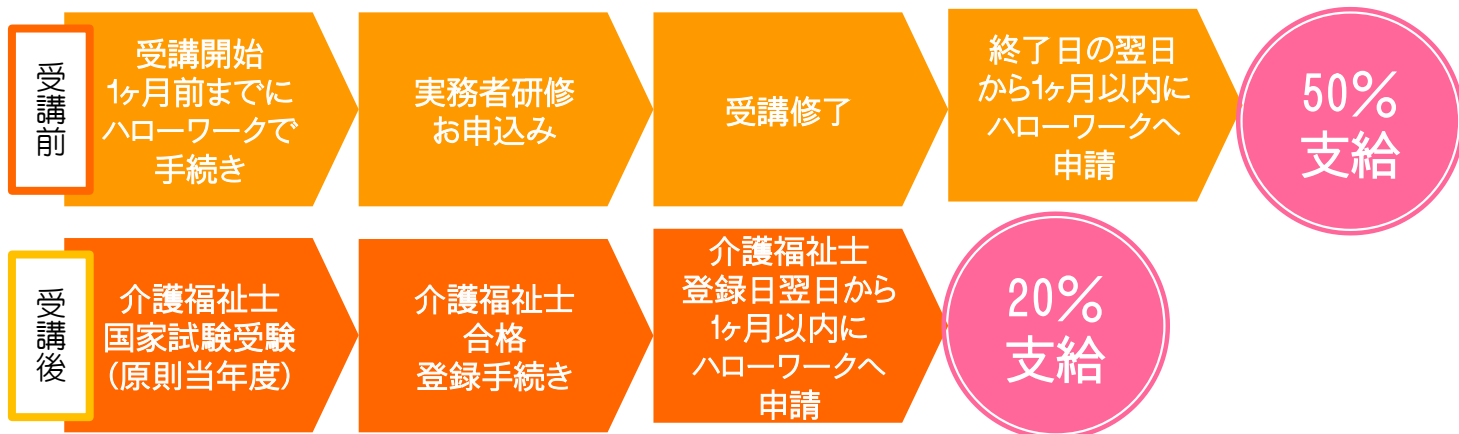 受講前
受講開始
1ヶ月前までに
ハローワークで
手続き
実務者研修
お申込み
受講修了
終了日の翌日
から1ヶ月以内に
ハローワークへ
申請
50%
支給
受講後
介護福祉士
国家試験受験
(原則当年度)
介護福祉士
合格
登録手続き
介護福祉士
登録日翌日から
1ヶ月以内に
ハローワークへ
申請
20%
支給